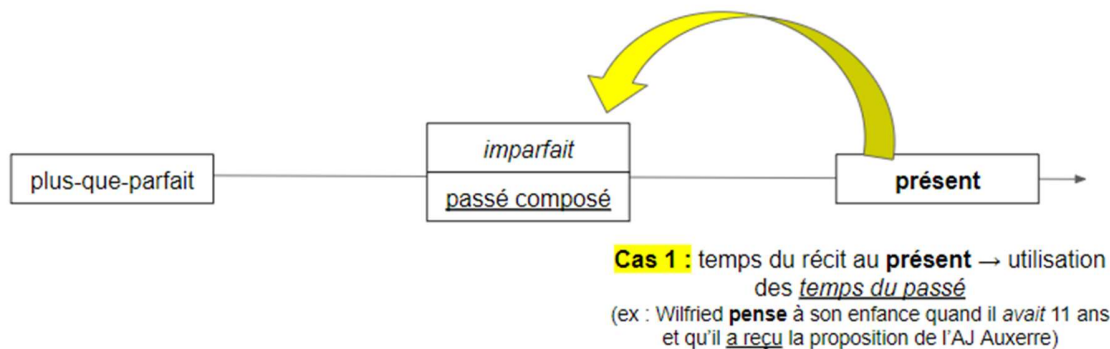 imparfait
plus-que-parfait
passé composé
présent
Cas 1 : temps du récit au présent → utilisation
des temps du passé
(ex : Wilfried pense à son enfance quand il avait 11 ans
et qu'il a reçu la proposition de l'AJ Auxerre)